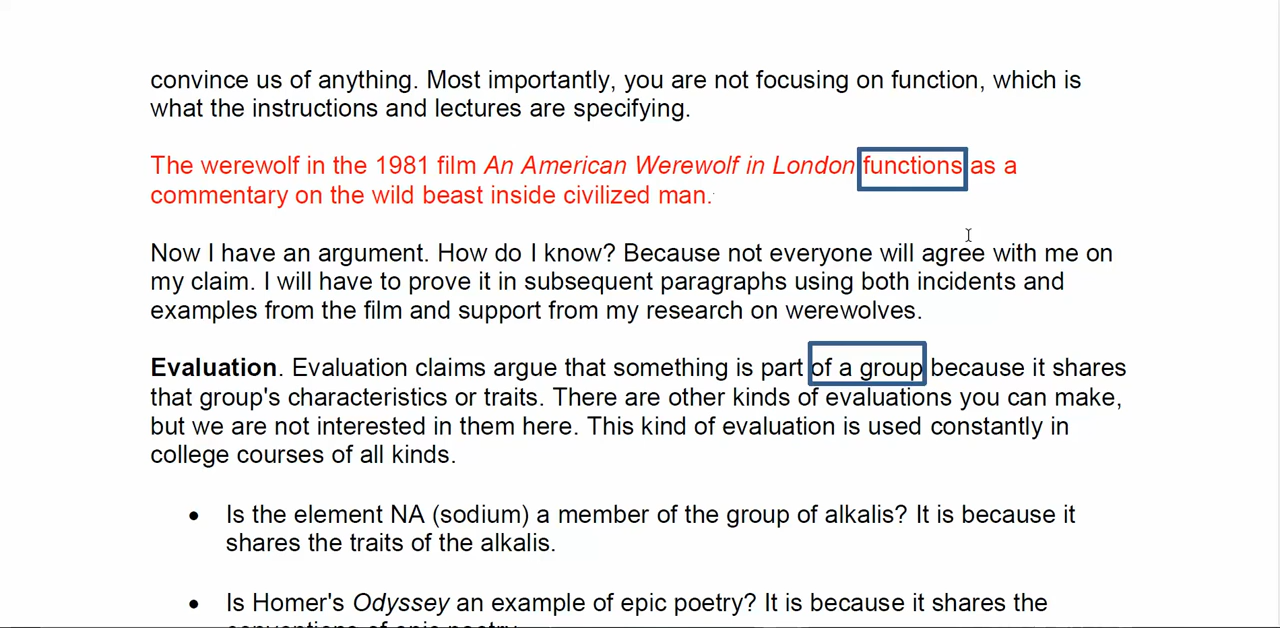 convince us of anything. Most importantly, you are not focusing on function, which is
what the instructions and lectures are specifying.
The werewolf in the 1981 film An American Werewolf in London functions as a
commentary on the wild beast inside civilized man.
Now I have an argument. How do I know? Because not everyone will agree with me on
my claim. I will have to prove it in subsequent paragraphs using both incidents and
examples from the film and support from my research on werewolves.
Evaluation. Evaluation claims argue that something is part of a group because it shares
that group's characteristics or traits. There are other kinds of evaluations you can make,
but we are not interested in them here. This kind of evaluation is used constantly in
college courses of all kinds.
• Is the element NA (sodium) a member of the group of alkalis? It is because it
shares the traits of the alkalis.
• Is Homer's Odyssey an example of epic poetry? It is because it shares the
conventions of epic poetry.